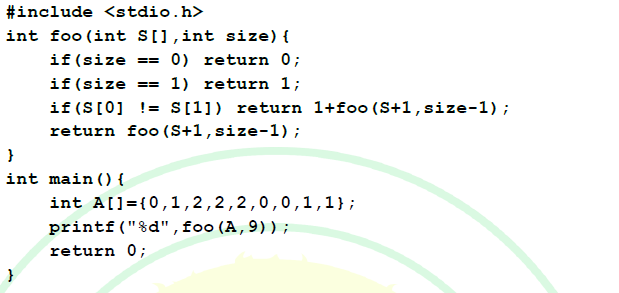 #include <stdio.h>
int foo(int S[],int size){
    if(size == 0) return 0;
    if(size == 1) return 1;
    if(S[0] != S[1]) return 1+foo(S+1,size-1);
    return foo(S+1,size-1);
}
int main(){
    int A[]={0,1,2,2,2,0,0,1,1};
    printf("%d",foo(A,9));
    return 0;
}